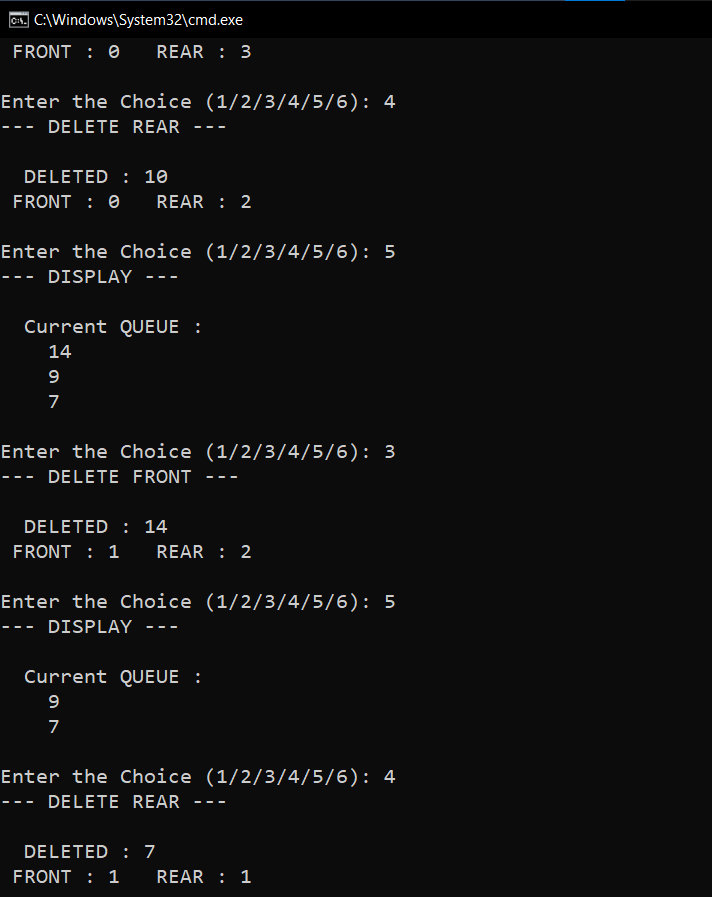 C:\Windows\System32\cmd.exe
FRONT : 0   REAR : 3
Enter the Choice (1/2/3/4/5/6): 4
--- DELETE REAR ---
DELETED : 10
FRONT : 0   REAR : 2
Enter the Choice (1/2/3/4/5/6): 5
--- DISPLAY ---
Current QUEUE :
14
9
7
Enter the Choice (1/2/3/4/5/6): 3
--- DELETE FRONT ---
DELETED : 14
FRONT : 1   REAR : 2
Enter the Choice (1/2/3/4/5/6): 5
--- DISPLAY ---
Current QUEUE :
9
7
Enter the Choice (1/2/3/4/5/6): 4
--- DELETE REAR ---
DELETED : 7
FRONT : 1   REAR : 1